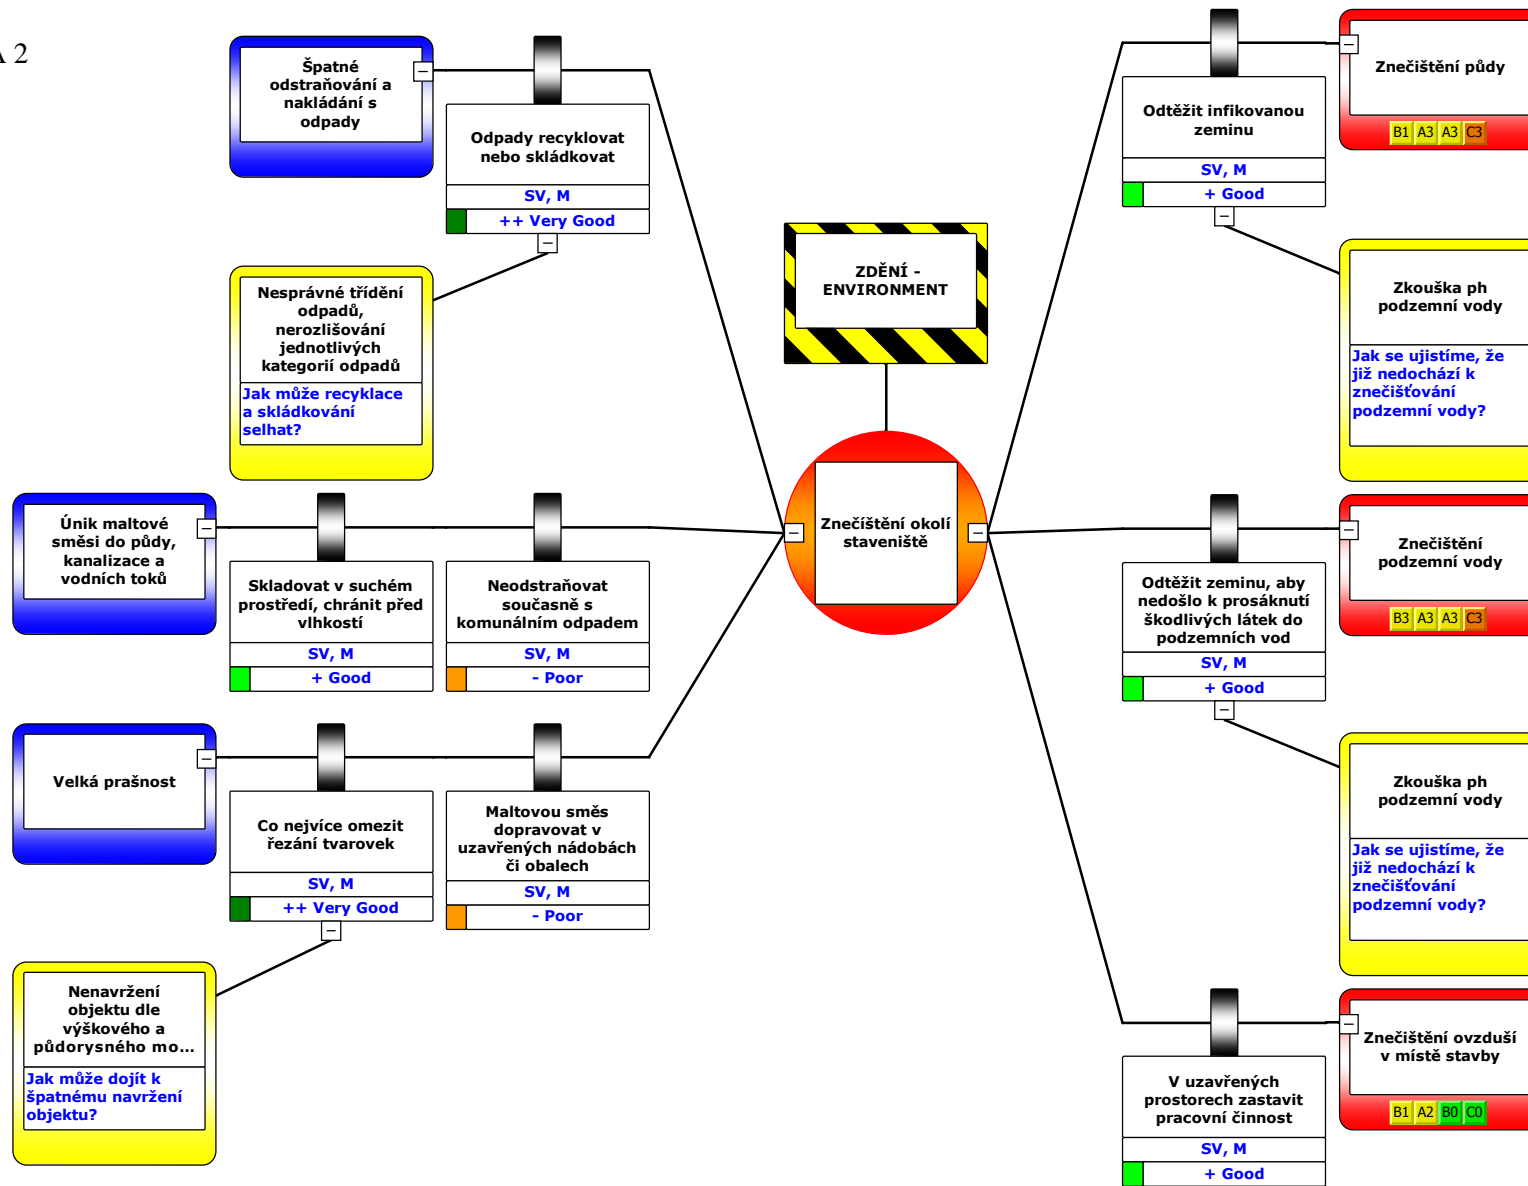 A 2
Špatné
odstraňování a
nakládání s
odpady
Odpady recyklovat
nebo skládkovat
SV, M
++ Very Good
Nesprávné třídění
odpadů,
nerozlišování
jednotlivých
kategorií odpadů
Jak může recyklace
a skládkování
selhat?
Únik maltové
směsi do půdy,
kanalizace a
vodních toků
Skladovat v suchém
prostředí, chránit před
vlhkostí
SV, M
+ Good
Neodstraňovat
současně s
komunálním odpadem
SV, M
- Poor
Velká prašnost
Co nejvíce omezit
řezání tvarovek
SV, M
++ Very Good
Maltovou směs
dopravovat v
uzavřených nádobách
či obalech
SV, M
- Poor
Nenavržení
objektu dle
výškového a
půdorysného mo...
Jak může dojít k
špatnému navržení
objektu?
ZDĚNÍ -
ENVIRONMENT
Znečíštění okolí
staveniště
Odtěžit infikovanou
zeminu
SV, M
+ Good
Znečištění půdy
B1 A3 A3 C3
Zkouška ph
podzemní vody
Jak se ujistíme, že
již nedochází k
znečišťování
podzemní vody?
Odtěžit zeminu, aby
nedošlo k prosáknutí
škodlivých látek do
podzemních vod
SV, M
+ Good
Znečištění
podzemní vody
B3 A3 A3 C3
Zkouška ph
podzemní vody
Jak se ujistíme, že
již nedochází k
znečišťování
podzemní vody?
V uzavřených
prostorech zastavit
pracovní činnost
SV, M
+ Good
Znečištění ovzduší
v místě stavby
B1 A2 B0 C0